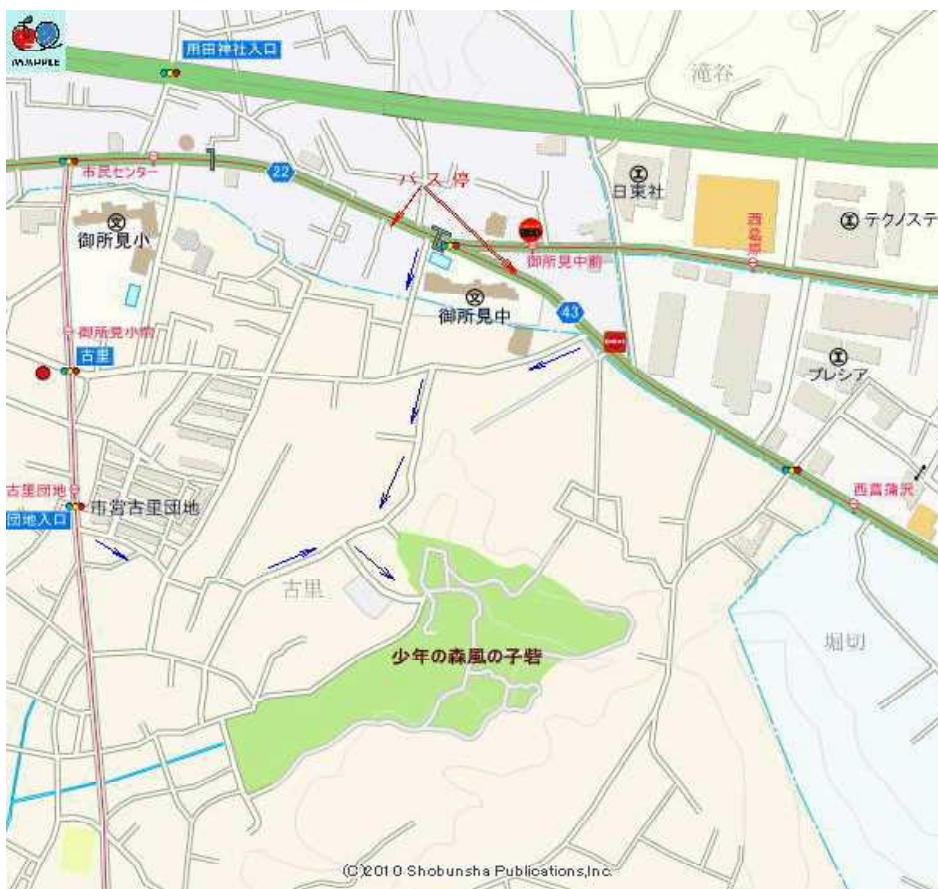 MAPPLE
用田神社入口
滝谷
市民センター
22
バス停
日東社
テクノステ
西葛原
御所見小
御所見中前
御所見中
43
御所見小前
古里
プレシア
古里団地
市営古里団地
団地入口
西菖蒲沢
古里
少年の森風の子砦
堀切
(C)2010 Shobunsha Publications,Inc.